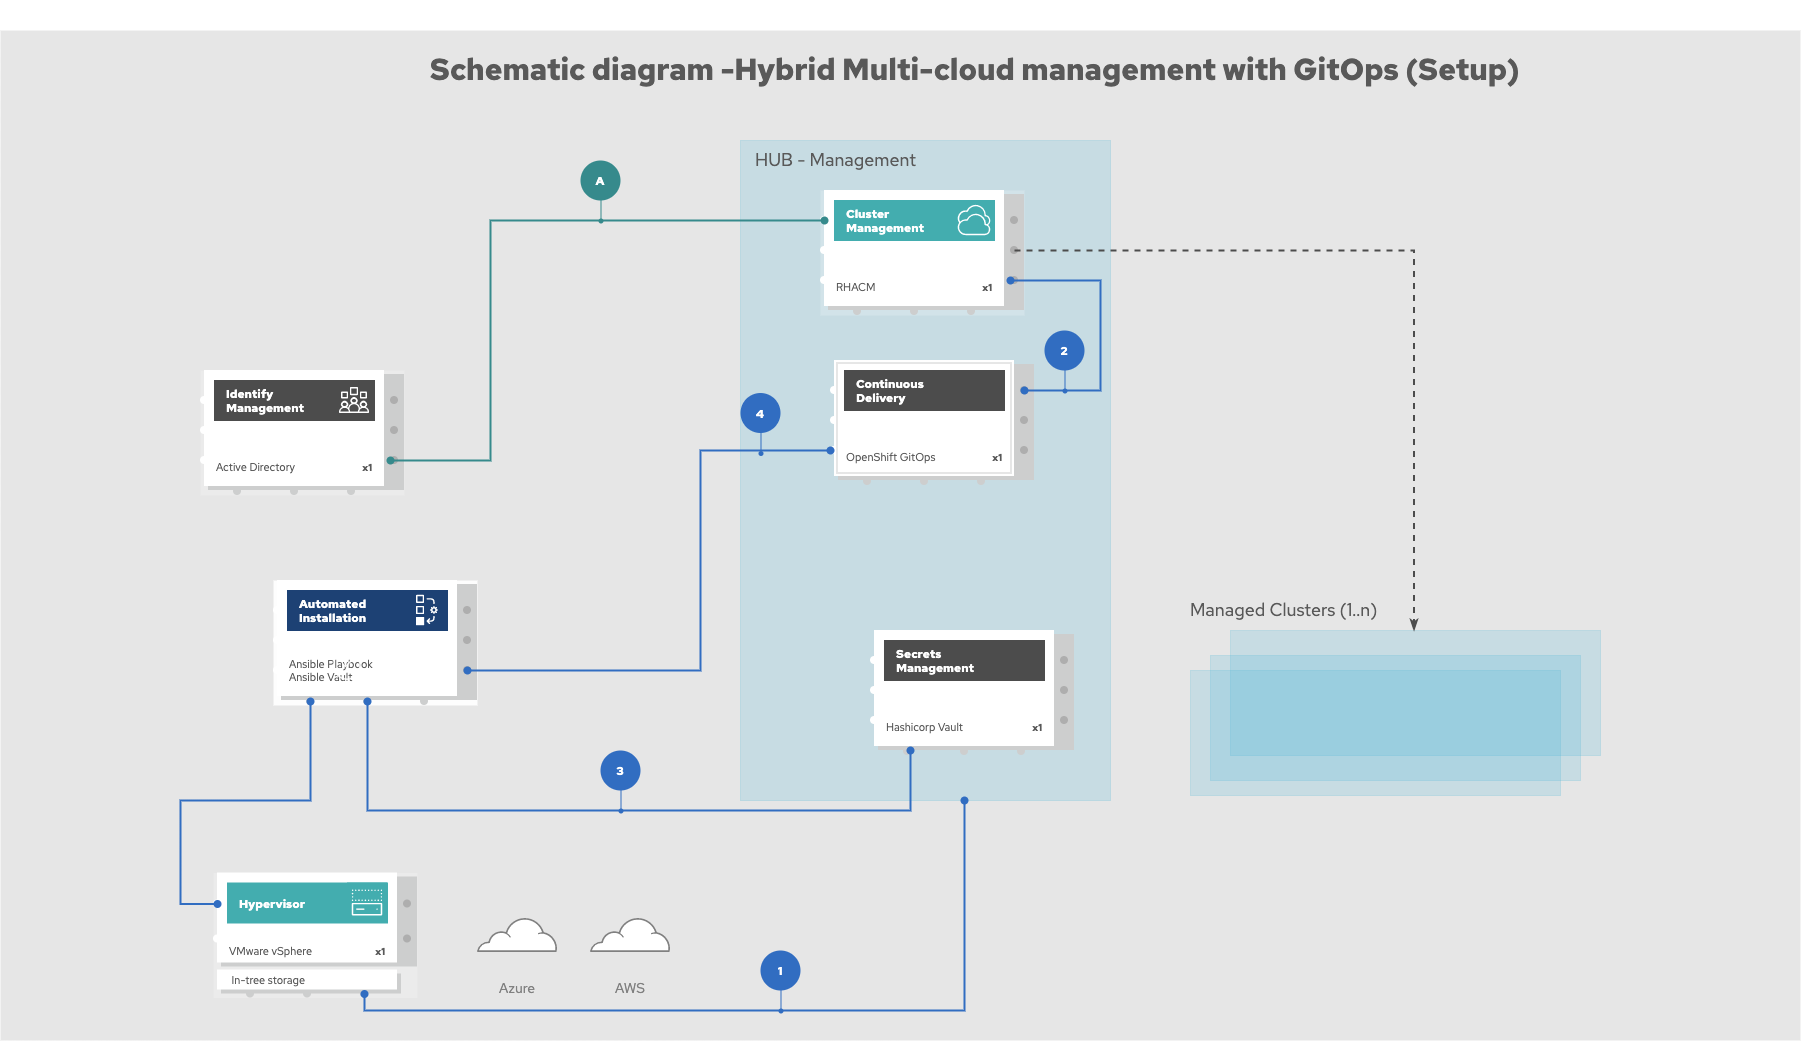 Schematic diagram -Hybrid Multi-cloud management with GitOps (Setup)
HUB - Management
A
Cluster
Management
RHACM x1
2
Identify
Management
Active Directory x1
4
Continuous
Delivery
OpenShift GitOps x1
Automated
Installation
Ansible Playbook
Ansible Vault
Managed Clusters (1..n)
Secrets
Management
Hashicorp Vault x1
3
Hypervisor
VMware vSphere x1
In-tree storage
Azure
AWS
1